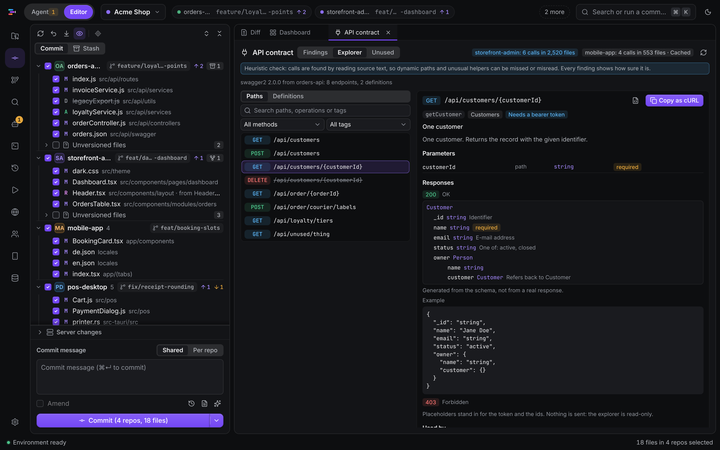 Agent 1 Editor
Acme Shop
orders-... feature/loyal...-points ↑ 2
storefront-ad... feat/...-dashboard ↑ 1
2 more
Search or run a commen... ⌘ K
Commit Stash
orders-a... feature/loyal...-points ↑ 2 1
M index.js src/api/routes
M invoiceService.js src/api/services
D legacyExport.js src/api/utils
A loyaltyService.js src/api/services
M orderController.js src/api/controllers
M orders.json src/api/swagger
Unversioned files 2
storefront-a... feat/da...-dashboard ↑ 1 1
M dark.css src/theme
M Dashboard.tsx src/components/pages/dashboard
M Header.tsx src/components/layout · from Header...
M OrdersTable.tsx src/components/modules/orders
Unversioned files 3
mobile-app 4 feat/booking-slots
M BookingCard.tsx app/components
M de.json locales
M en.json locales
M index.tsx app/(tabs)
pos-desktop 5 fix/receipt-rounding ↑ 1 ↓ 1
M Cart.js src/pos
M PaymentDialog.js src/pos
M printer.rs src-tauri/src
Server changes
Commit message Shared Per repo
Commit message (⌘↵ to commit)
Amend
Commit (4 repos, 18 files)
Diff Dashboard API contract
API contract Findings Explorer Unused
storefront-admin: 6 calls in 2,520 files
mobile-app: 4 calls in 553 files · Cached
Heuristic check: calls are found by reading source text, so dynamic paths and unusual helpers can be missed or misread. Every finding shows how sure it is.
swagger2 2.0.0 from orders-api: 8 endpoints, 2 definitions
Paths Definitions
Search paths, operations or tags
All methods All tags
GET /api/customers
POST /api/customers
GET /api/customers/{customerId}
DELETE /api/customers/{customerId}
GET /api/order/{orderId}
POST /api/order/courier/labels
GET /api/loyalty/tiers
GET /api/unused/thing
GET /api/customers/{customerId} Copy as cURL
getCustomer Customers Needs a bearer token
One customer
One customer. Returns the record with the given identifier.
Parameters
customerId path string required
Responses
200 OK
Customer
_id string Identifier
name string required
email string E-mail address
status string One of: active, closed
owner Person
name string
customer Customer Refers back to Customer
Generated from the schema, not from a real response.
Example
{
"_id": "string",
"name": "Jane Doe",
"email": "string",
"status": "active",
"owner": {
"name": "string",
"customer": {}
}
}
403 Forbidden
Placeholders stand in for the token and the ids. Nothing is sent: the explorer is read-only.
Used by
Environment ready
18 files in 4 repos selected